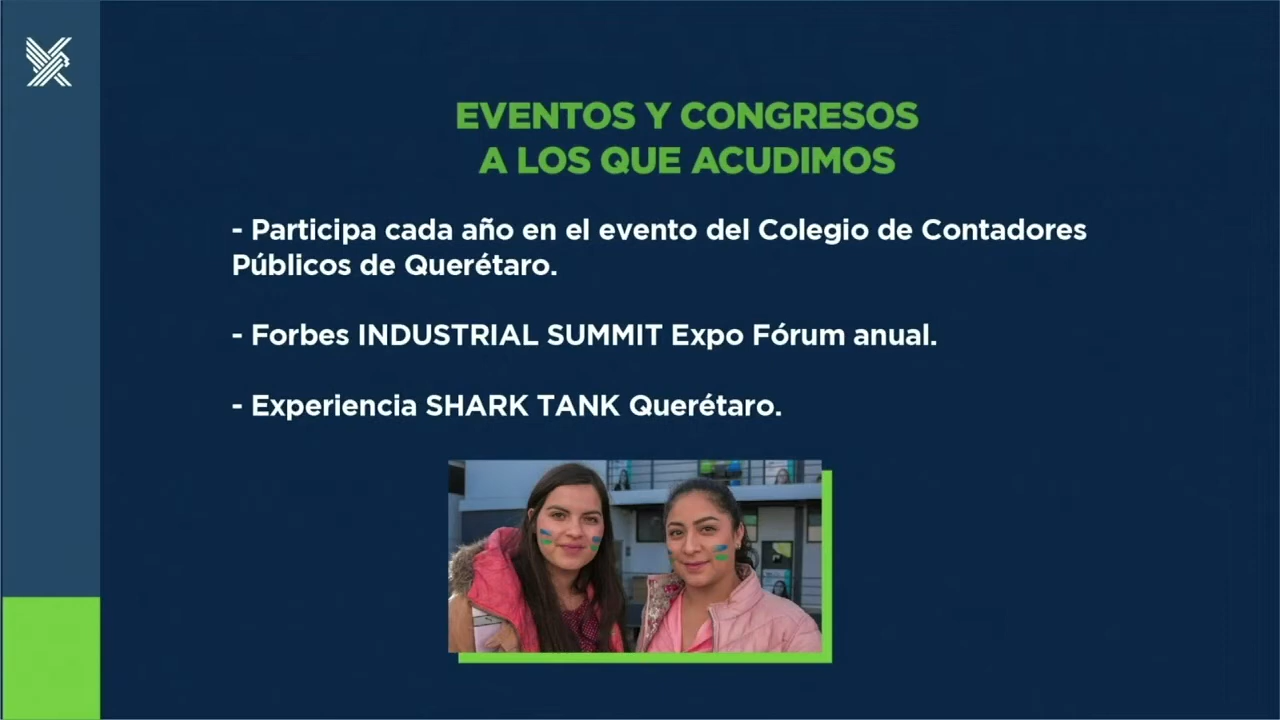 EVENTOS Y CONGRESOS
A LOS QUE ACUDIMOS
- Participa cada año en el evento del Colegio de Contadores
Públicos de Querétaro.
- Forbes INDUSTRIAL SUMMIT Expo Fórum anual.
- Experiencia SHARK TANK Querétaro.